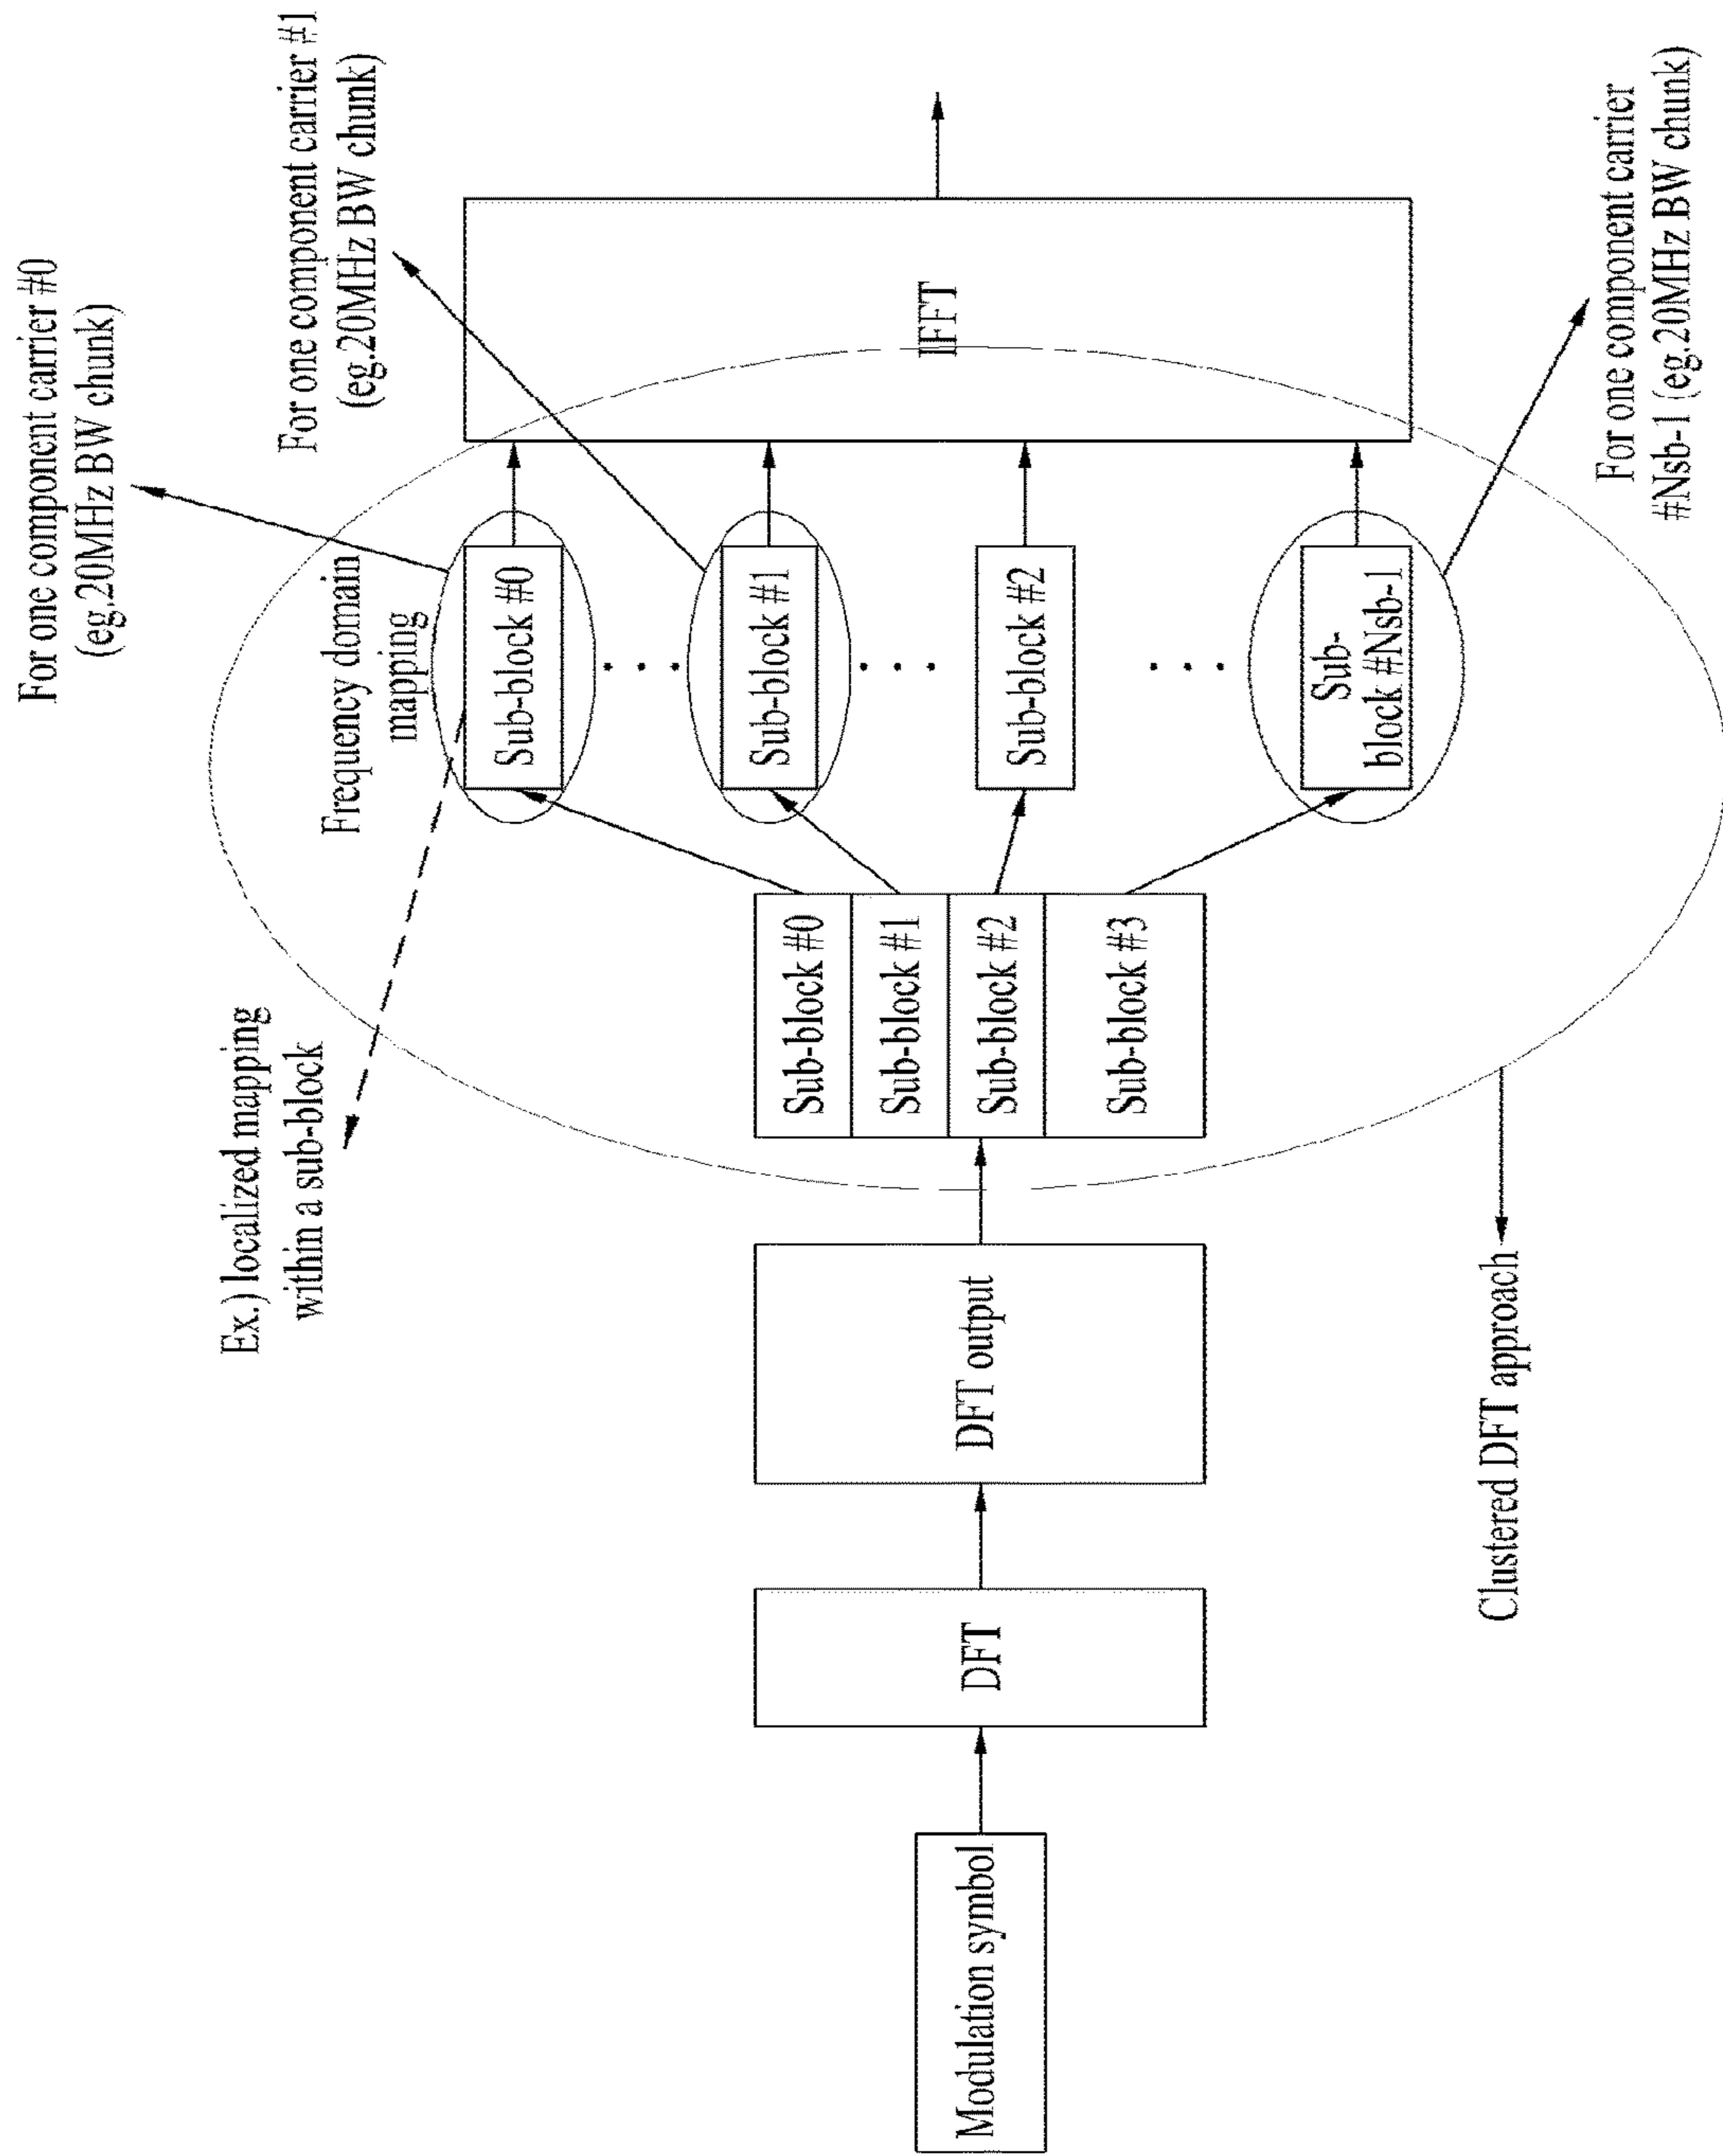 Modulation symbol
DFT
DFT output
Sub-block #0
Sub-block #1
Sub-block #2
Sub-block #3
Ex.) localized mapping
within a sub-block
Frequency domain
mapping
Sub-block #0
Sub-block #1
Sub-block #2
Sub-
block #Nsb-1
IFFT
For one component carrier #0
(eg.20MHz BW chunk)
For one component carrier #1
(eg.20MHz BW chunk)
For one component carrier
#Nsb-1 (eg.20MHz BW chunk)
Clustered DFT approach